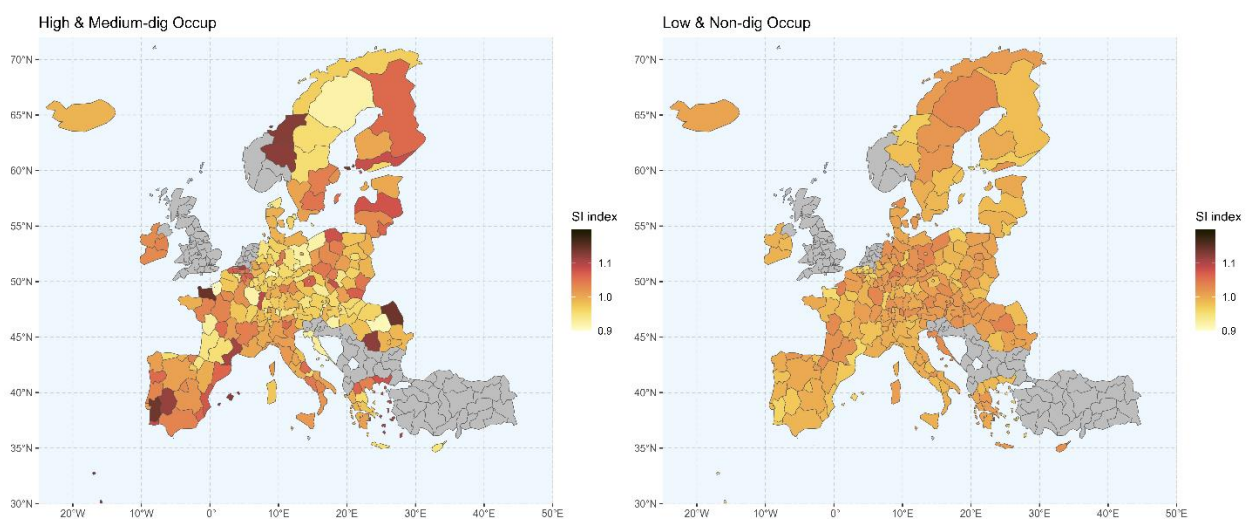 High & Medium-dig Occup
70°N
65°N
60°N
55°N
50°N
45°N
40°N
35°N
30°N
20°W
10°W
0°
10°E
20°E
30°E
40°E
50°E
SI index
1.1
1.0
0.9
Low & Non-dig Occup
70°N
65°N
60°N
55°N
50°N
45°N
40°N
35°N
30°N
20°W
10°W
0°
10°E
20°E
30°E
40°E
50°E
SI index
1.1
1.0
0.9